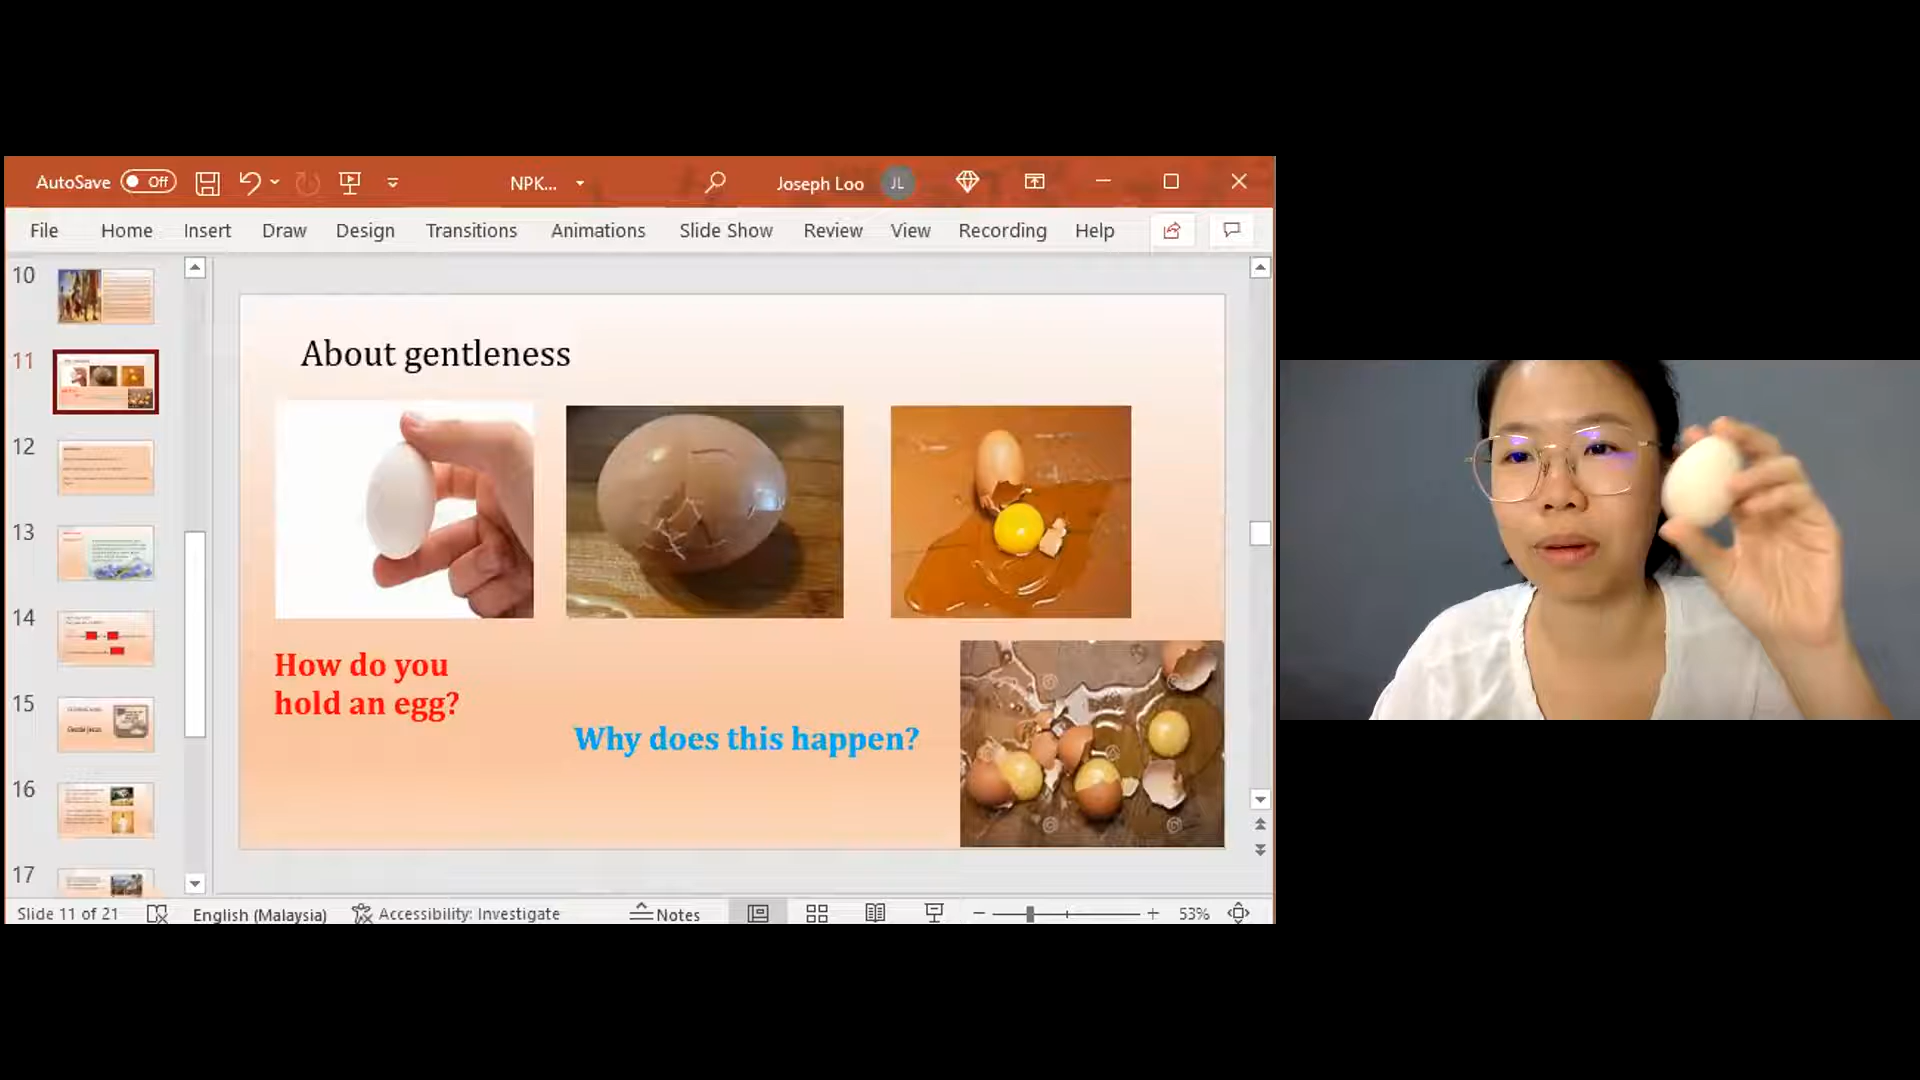 AutoSave Off NPK... Joseph Loo JL
File Home Insert Draw Design Transitions Animations Slide Show Review View Recording Help
10
11
12
13
14
15
16
17
About gentleness
How do you
hold an egg?
Why does this happen?
Slide 11 of 21 English (Malaysia) Accessibility: Investigate Notes 53%